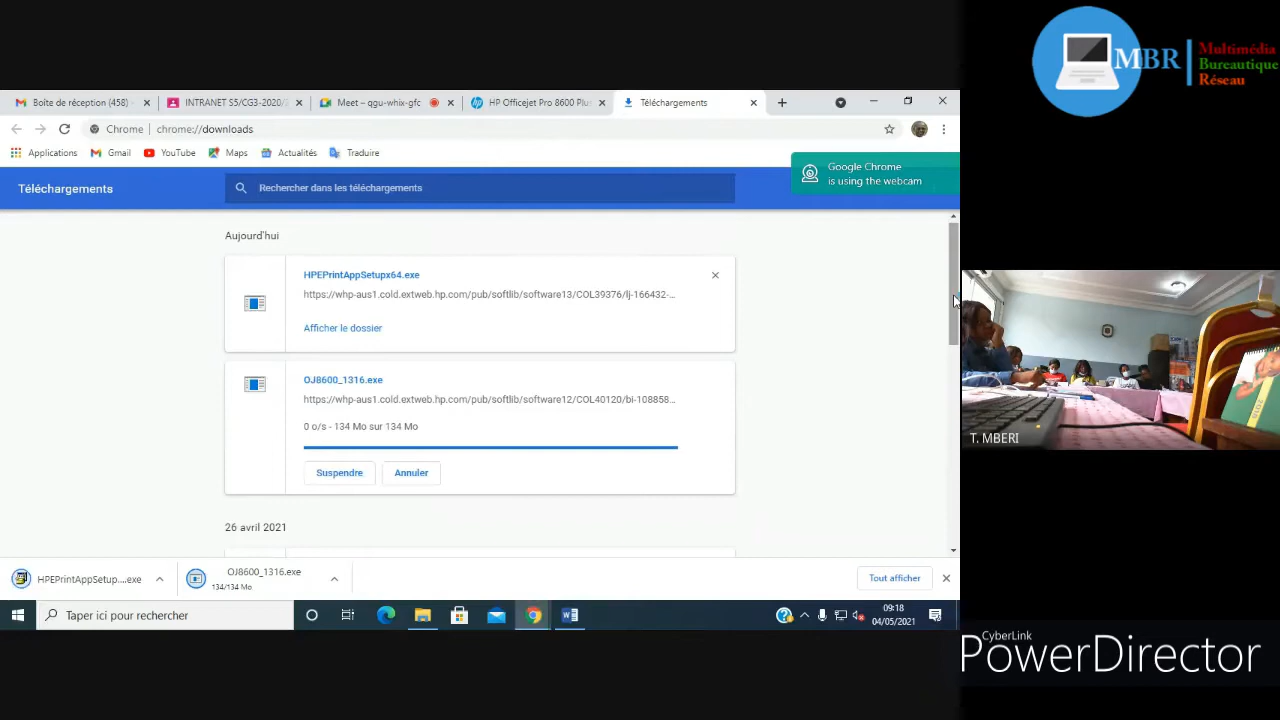 MBR
Multimédia
Bureautique
Réseau
Boîte de réception (458) -
INTRANET S5/CG3-2020/
Meet – qgu-whix-gfc
HP Officejet Pro 8600 Plus
Téléchargements
Chrome | chrome://downloads
Applications
Gmail
YouTube
Maps
Actualités
Traduire
Google Chrome
is using the webcam
Téléchargements
Rechercher dans les téléchargements
Aujourd'hui
HPEPrintAppSetupx64.exe
https://whp-aus1.cold.extweb.hp.com/pub/softlib/software13/COL39376/lj-166432-...
Afficher le dossier
OJ8600_1316.exe
https://whp-aus1.cold.extweb.hp.com/pub/softlib/software12/COL40120/bi-108858...
0 o/s - 134 Mo sur 134 Mo
Suspendre
Annuler
26 avril 2021
T. MBERI
HPEPrintAppSetup....exe
OJ8600_1316.exe
134/134 Mo
Tout afficher
Taper ici pour rechercher
09:18
04/05/2021
CyberLink
PowerDirector